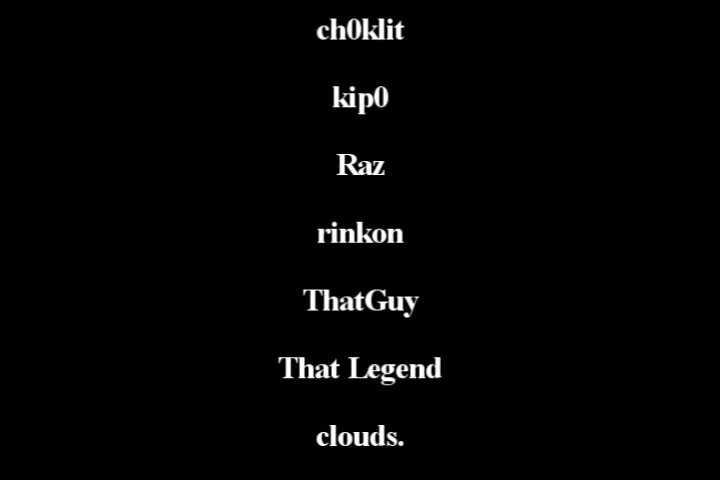 ch0klit
kip0
Raz
rinkon
ThatGuy
That Legend
clouds.